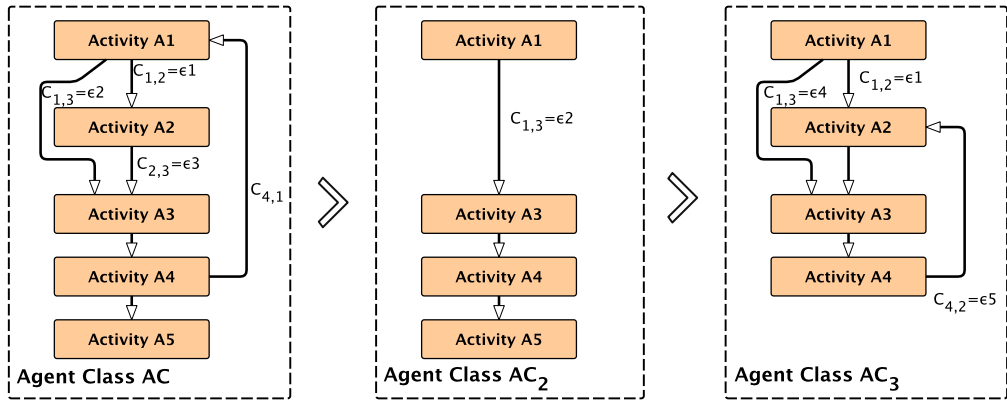 Activity A1
C1,2=ϵ1
C1,3=ϵ2
Activity A2
C2,3=ϵ3
C4,1
Activity A3
Activity A4
Activity A5
Agent Class AC
Activity A1
C1,3=ϵ2
Activity A3
Activity A4
Activity A5
Agent Class AC2
Activity A1
C1,2=ϵ1
C1,3=ϵ4
Activity A2
Activity A3
Activity A4
C4,2=ϵ5
Agent Class AC3